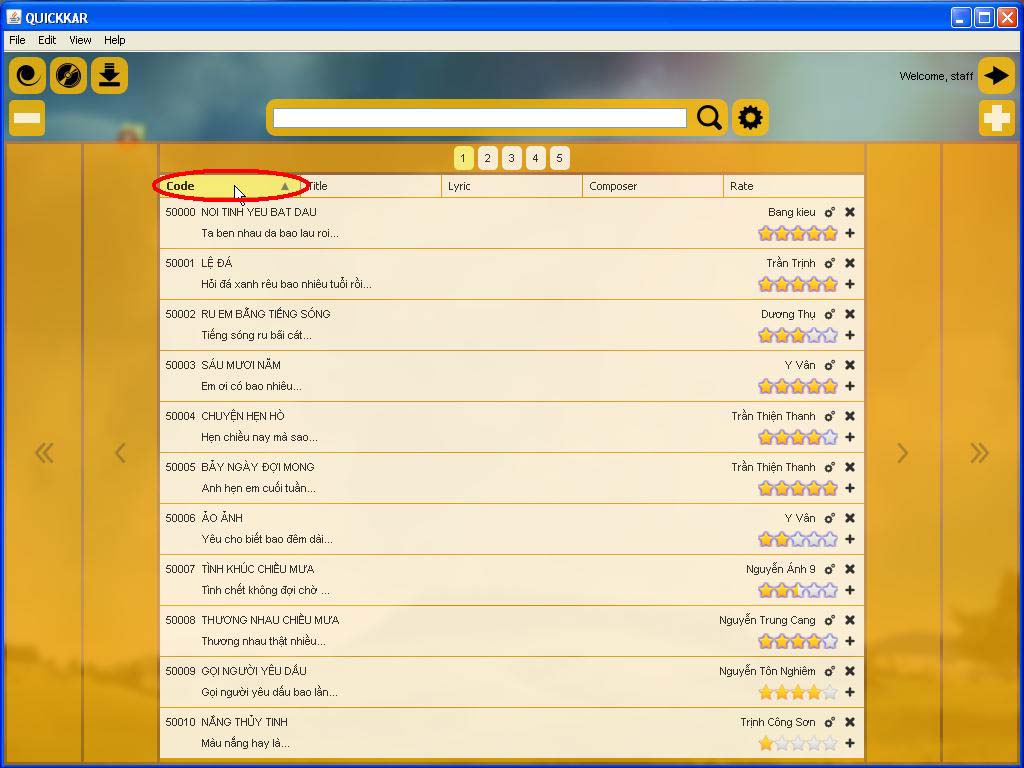 QUICKKAR
File Edit View Help
Welcome, staff
1 2 3 4 5
Code Title Lyric Composer Rate
50000 NOI TINH YEU BAT DAU Bang kieu
Ta ben nhau da bao lau roi...
50001 LỆ ĐÁ Trần Trịnh
Hỏi đá xanh rêu bao nhiêu tuổi rồi...
50002 RU EM BẰNG TIẾNG SÓNG Dương Thụ
Tiếng sóng ru bãi cát...
50003 SÁU MƯƠI NĂM Y Vân
Em ơi có bao nhiêu...
50004 CHUYỆN HẸN HÒ Trần Thiện Thanh
Hẹn chiều nay mà sao...
50005 BẢY NGÀY ĐỢI MONG Trần Thiện Thanh
Anh hẹn em cuối tuần...
50006 ẢO ẢNH Y Vân
Yêu cho biết bao đêm dài...
50007 TÌNH KHÚC CHIỀU MƯA Nguyễn Ánh 9
Tình chết không đợi chờ ...
50008 THƯƠNG NHAU CHIỀU MƯA Nguyễn Trung Cang
Thương nhau thật nhiều...
50009 GỌI NGƯỜI YÊU DẤU Nguyễn Tôn Nghiêm
Gọi người yêu dấu bao lần...
50010 NẮNG THỦY TINH Trịnh Công Sơn
Màu nắng hay là...